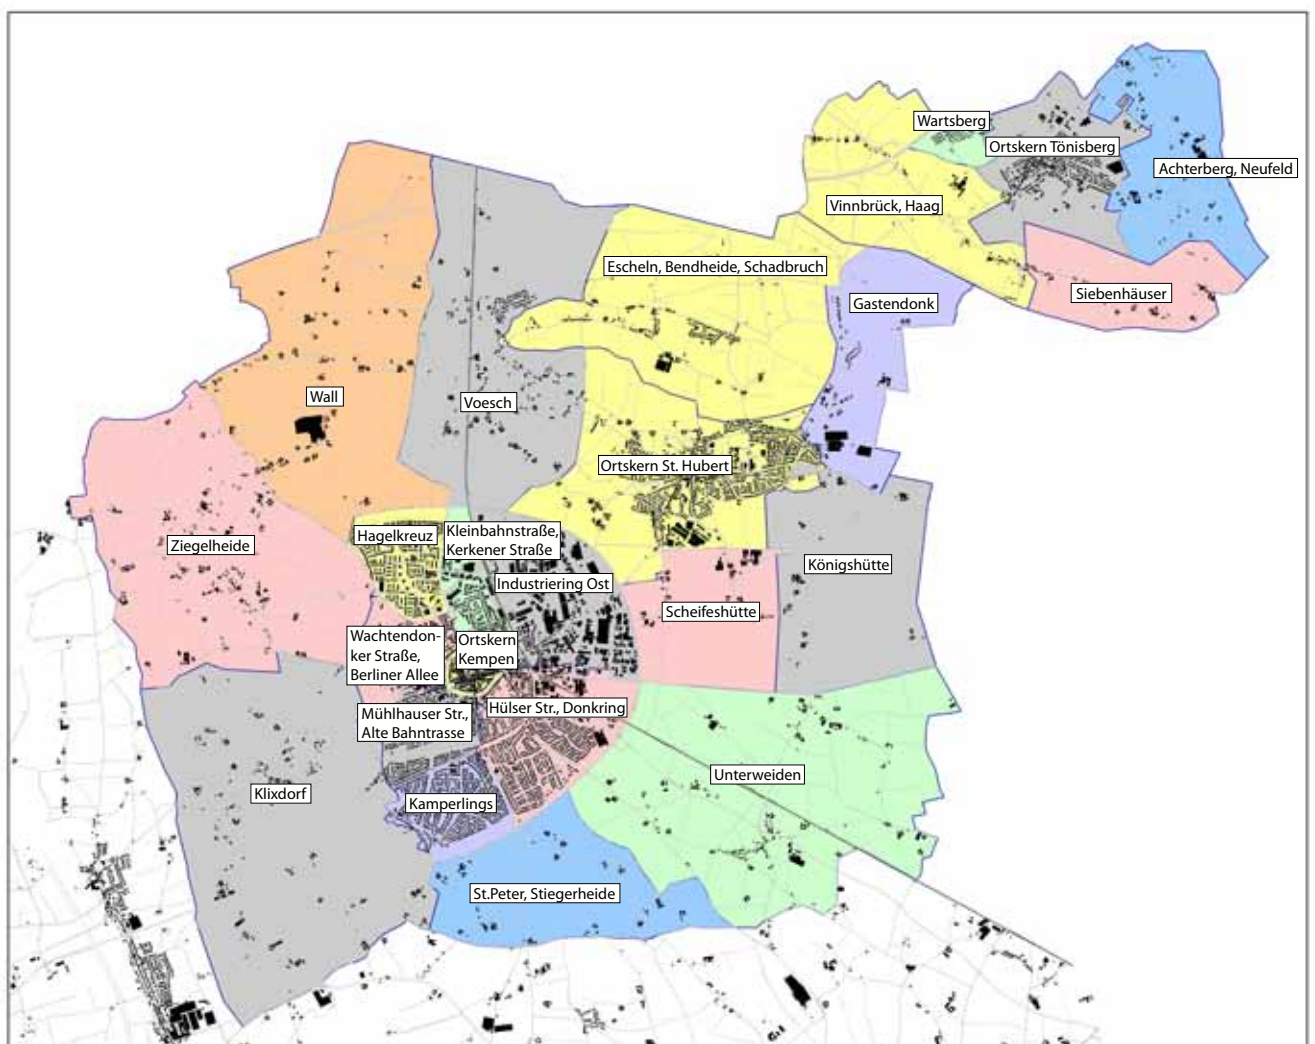 Wartsberg
Ortskern Tönisberg
Achterberg, Neufeld
Vinnbrück, Haag
Escheln, Bendheide, Schadbruch
Siebenhäuser
Gastendonk
Wall
Voesch
Ortskern St. Hubert
Hagelkreuz
Kleinbahnstraße,
Kerkener Straße
Ziegelheide
Königshütte
Industriering Ost
Scheifeshütte
Wachtendon-
ker Straße,
Berliner Allee
Ortskern
Kempen
Mühlhauser Str.,
Alte Bahntrasse
Hülser Str., Donkring
Unterweiden
Klixdorf
Kamperlings
St.Peter, Stiegerheide